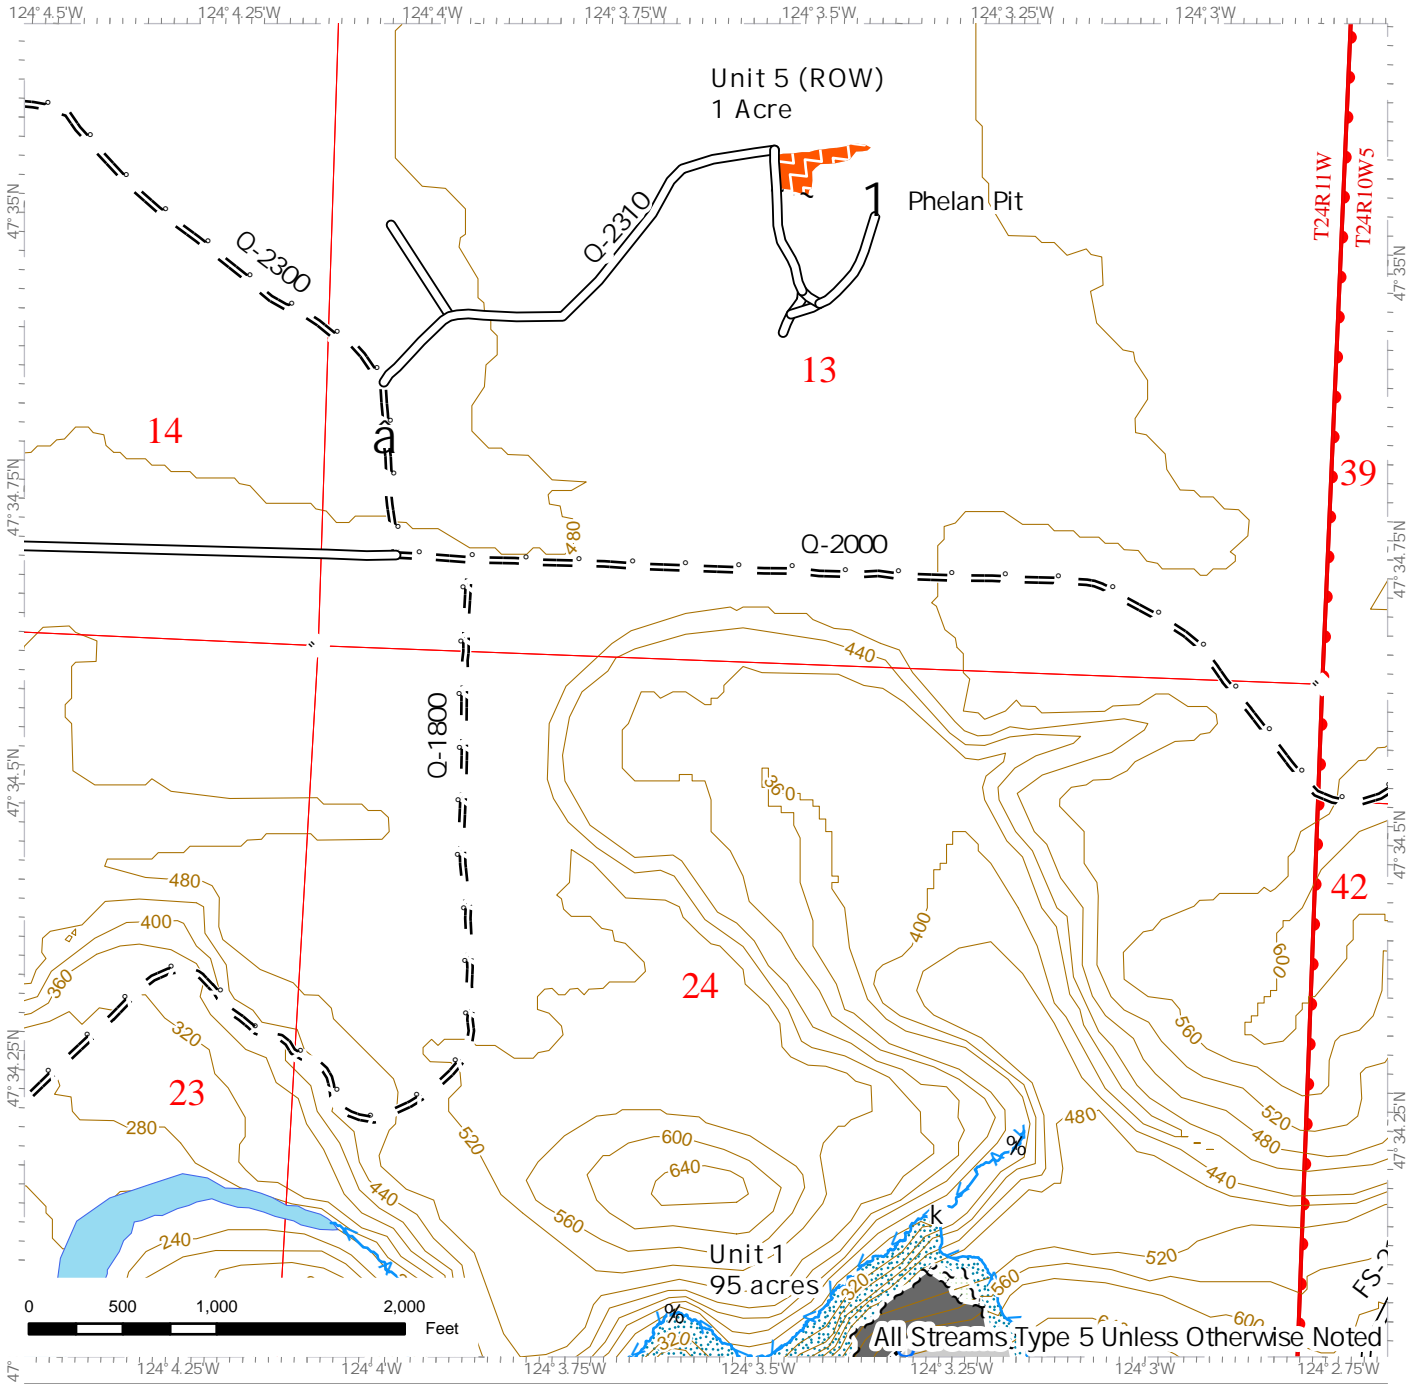 124°4.5'W 124°4.25'W 124°4'W 124°3.75'W 124°3.5'W 124°3.25'W 124°3'W
Unit 5 (ROW)
1 Acre
T24R11W
T24R10W5
47°35'N
Q-2300
Q-2310
1
Phelan Pit
47°35'N
13
14
â
39
47°34.75'N
480
Q-2000
47°34.75'N
440
Q-1800
47°34.5'N
360
47°34.5'N
480
42
400
400
600
360
24
320
560
47°34.25'N
23
520
47°34.25'N
480
280
520
600
480
%
640
440
440
k
560
240
Unit 1
520
95 acres
320
560
FS-2
0 500 1,000 2,000
Feet
%
600
320
All Streams Type 5 Unless Otherwise Noted
47°
124°4.25'W 124°4'W 124°3.75'W 124°3.5'W 124°3.25'W 124°3'W 124°2.75'W